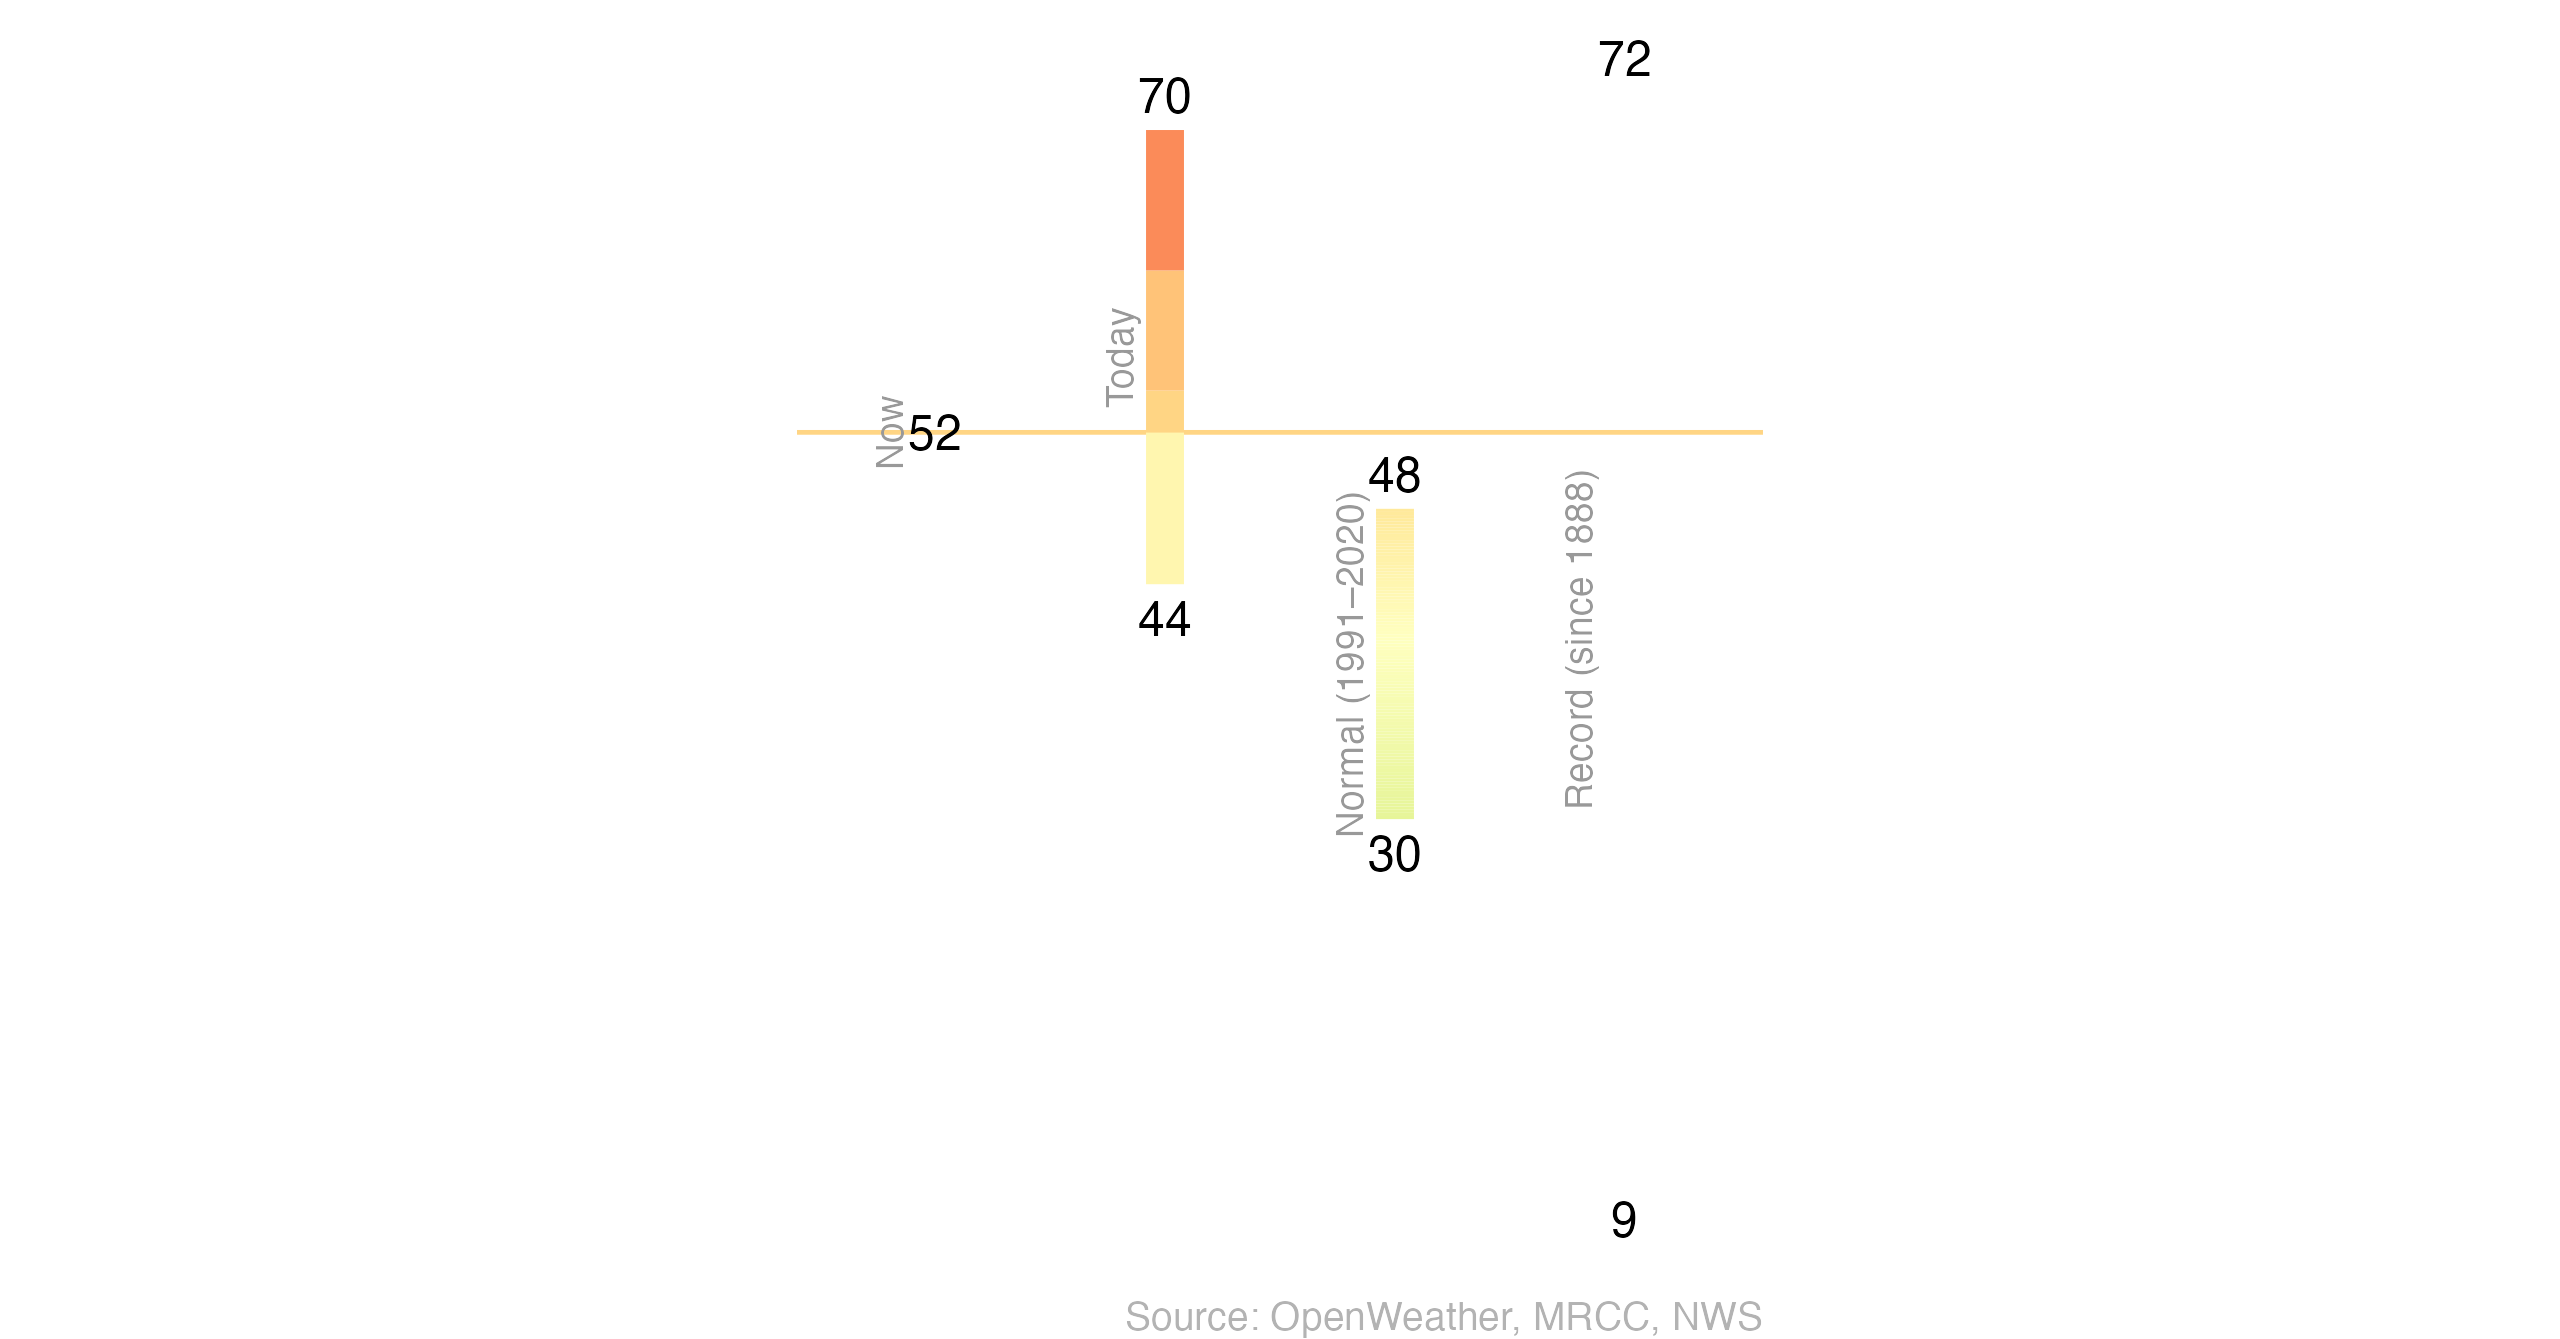 72
70
Today
Now
52
48
Normal (1991–2020)
Record (since 1888)
44
30
9
Source: OpenWeather, MRCC, NWS